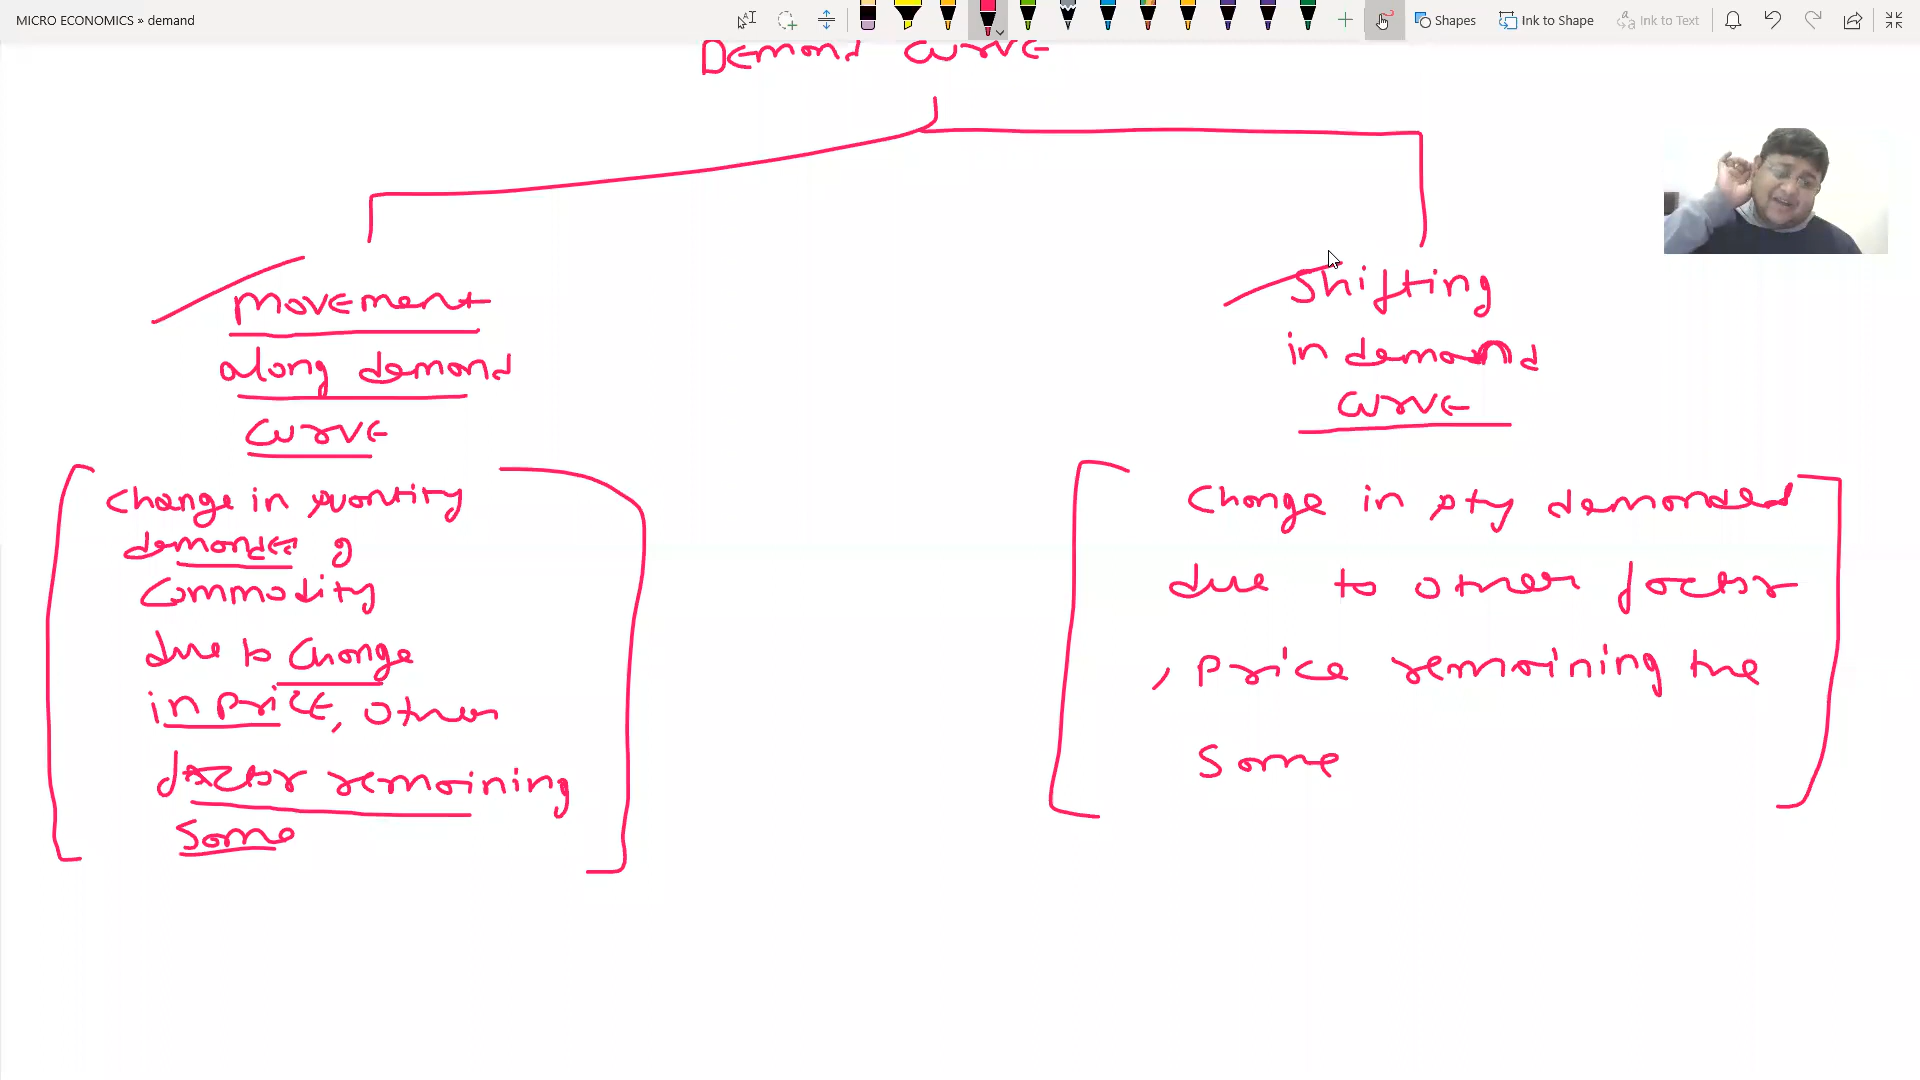 MICRO ECONOMICS » demand
Shapes
Ink to Shape
Ink to Text
Demand curve
Movement
along demand
curve
Change in quantity
demanded of
Commodity
due to Change
in price, other
factor remaining
Same
Shifting
in demand
curve
Change in qty demanded
due to other factor
, Price remaining the
Same